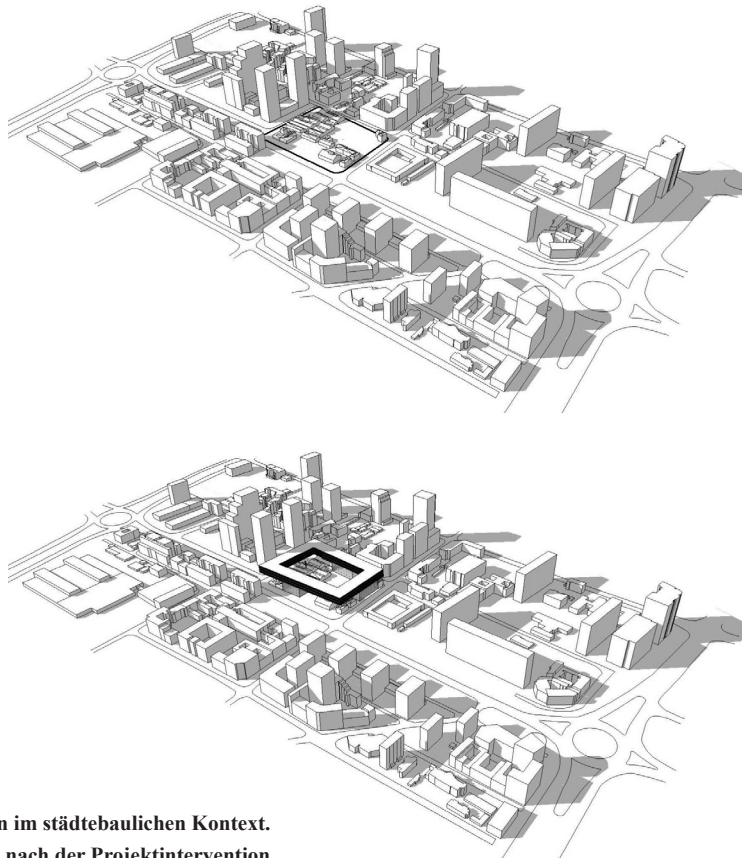 im städtebaulichen Kontext.
nach der Projektintervention